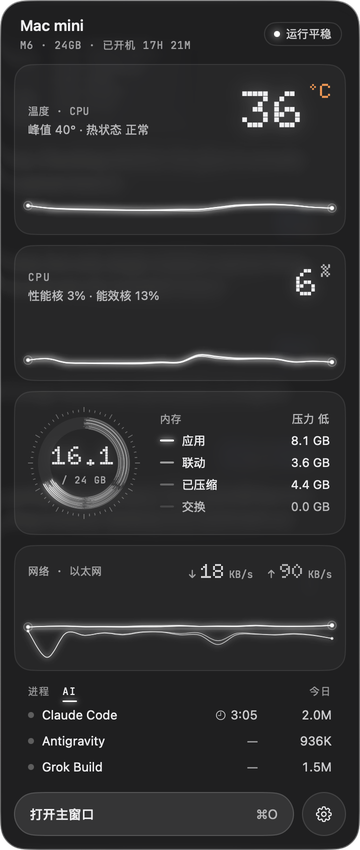 Mac mini
M6 · 24GB · 已开机 17H 21M
运行平稳
温度 · CPU
峰值 40° · 热状态 正常
36 °C
CPU
性能核 3% · 能效核 13%
6 %
16.1
/ 24 GB
内存 压力 低
应用 8.1 GB
联动 3.6 GB
已压缩 4.4 GB
交换 0.0 GB
网络 · 以太网 ↓18 KB/s ↑90 KB/s
进程 AI 今日
Claude Code 3:05 2.0M
Antigravity — 936K
Grok Build — 1.5M
打开主窗口 ⌘O